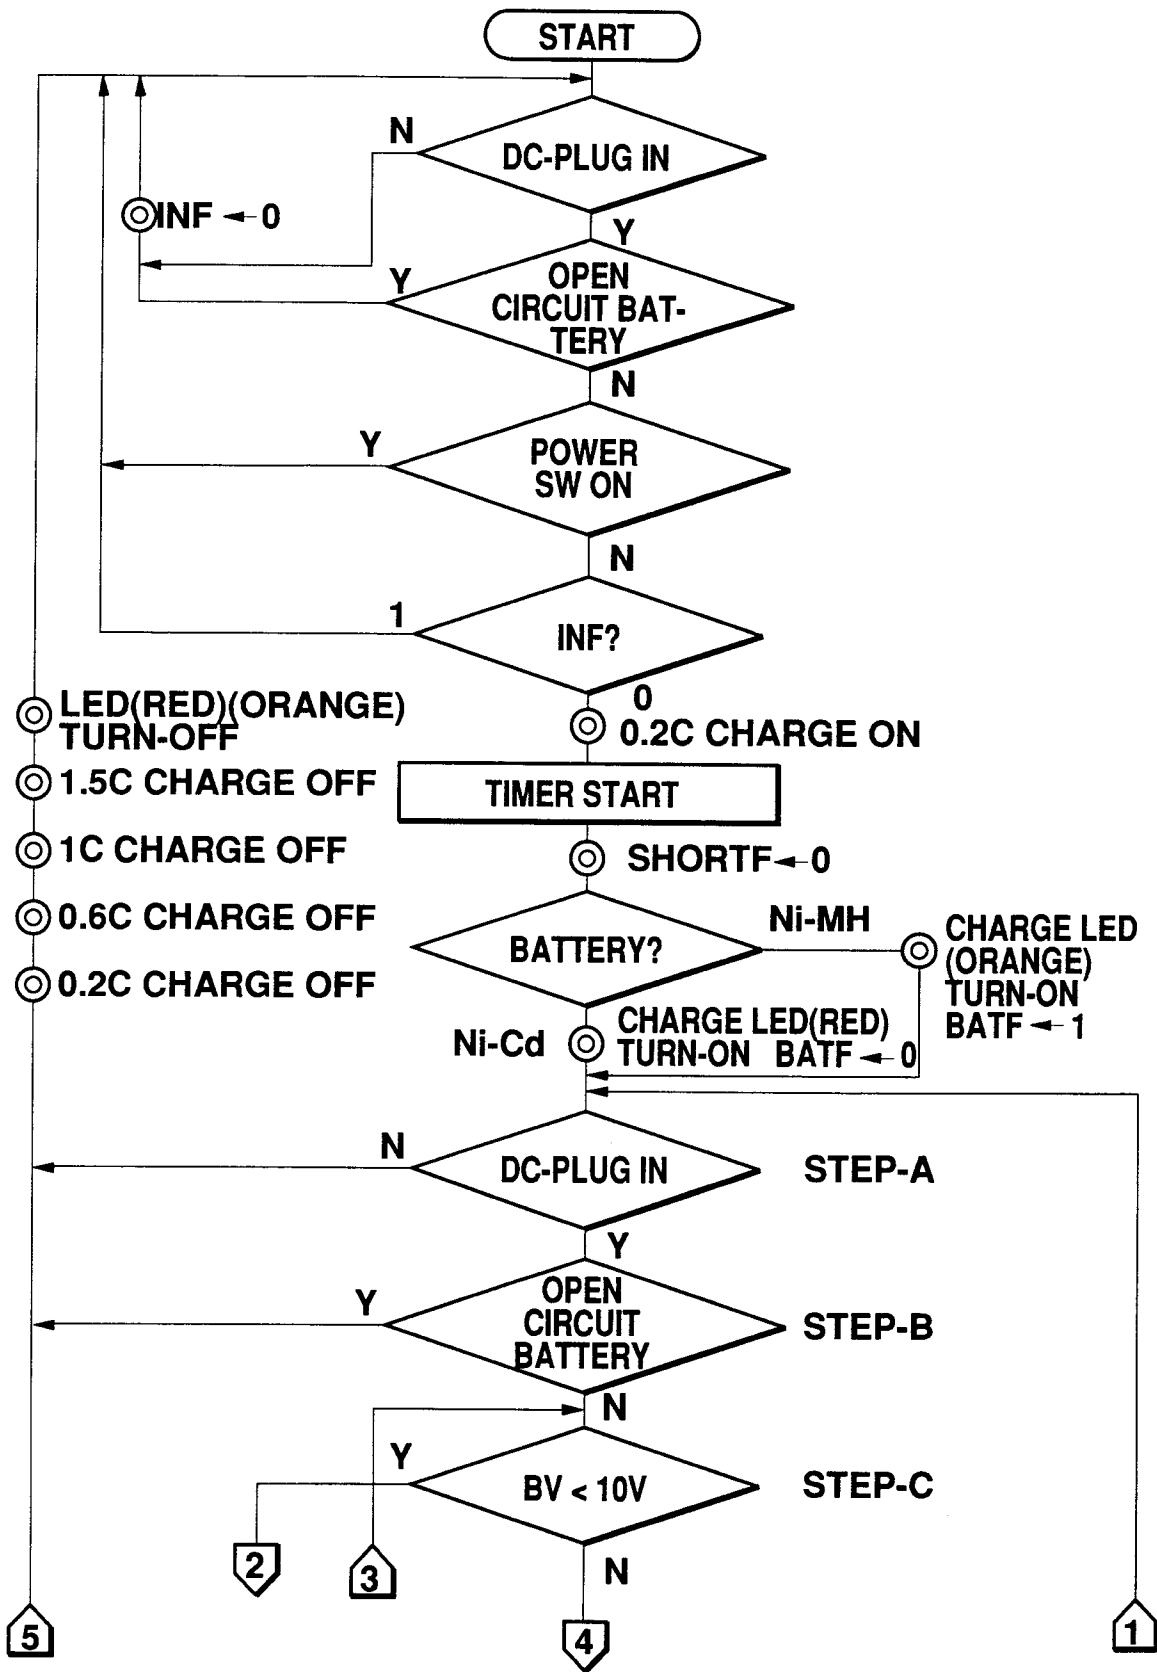 START
N
DC-PLUG IN
INF ← 0
Y
Y
OPEN
CIRCUIT BAT-
TERY
N
Y
POWER
SW ON
N
1
INF?
0
LED(RED)(ORANGE)
TURN-OFF
0.2C CHARGE ON
1.5C CHARGE OFF
TIMER START
1C CHARGE OFF
SHORTF ← 0
0.6C CHARGE OFF
BATTERY?
Ni-MH
CHARGE LED
(ORANGE)
TURN-ON
BATF ← 1
0.2C CHARGE OFF
Ni-Cd
CHARGE LED(RED)
TURN-ON BATF ← 0
N
DC-PLUG IN
STEP-A
Y
Y
OPEN
CIRCUIT
BATTERY
STEP-B
N
Y
BV < 10V
STEP-C
2
3
N
5
4
1